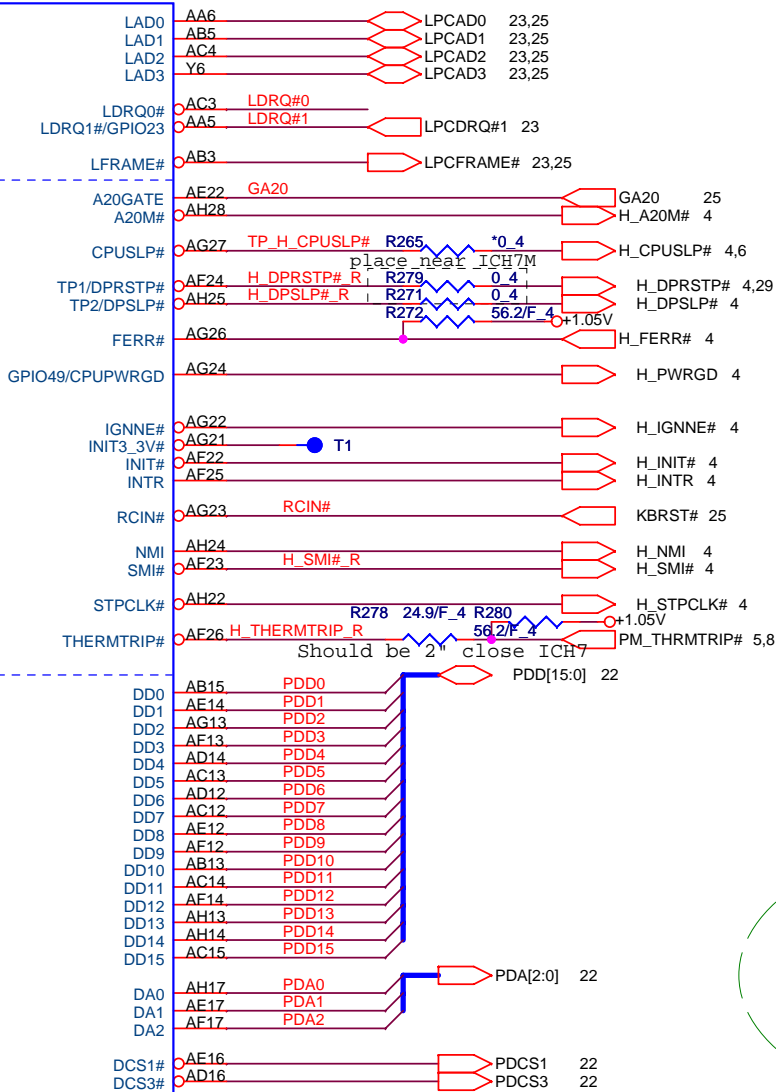 LAD0 AA6 LPCAD0 23,25
LAD1 AB5 LPCAD1 23,25
LAD2 AC4 LPCAD2 23,25
LAD3 Y6 LPCAD3 23,25
LDRQ0# AC3 LDRQ#0
LDRQ1#/GPIO23 AA5 LDRQ#1 LPCDRQ#1 23
LFRAME# AB3 LPCFRAME# 23,25
A20GATE AE22 GA20 GA20 25
A20M# AH28 H_A20M# 4
CPUSLP# AG27 TP_H_CPUSLP# R265 *0_4 H_CPUSLP# 4,6
place near ICH7M
TP1/DPRSTP# AF24 H_DPRSTP#_R R279 0_4 H_DPRSTP# 4,29
TP2/DPSLP# AH25 H_DPSLP#_R R271 0_4 H_DPSLP# 4
R272 56.2/F_4 +1.05V
FERR# AG26 H_FERR# 4
GPIO49/CPUPWRGD AG24 H_PWRGD 4
IGNNE# AG22 H_IGNNE# 4
INIT3_3V# AG21 T1
INIT# AF22 H_INIT# 4
INTR AF25 H_INTR 4
RCIN# AG23 RCIN# KBRST# 25
NMI AH24 H_NMI 4
SMI# AF23 H_SMI#_R H_SMI# 4
STPCLK# AH22 H_STPCLK# 4
R278 24.9/F_4 R280 +1.05V
THERMTRIP# AF26 H_THERMTRIP_R 56.2/F_4 PM_THRMTRIP# 5,8
Should be 2" close ICH7
PDD[15:0] 22
DD0 AB15 PDD0
DD1 AE14 PDD1
DD2 AG13 PDD2
DD3 AF13 PDD3
DD4 AD14 PDD4
DD5 AC13 PDD5
DD6 AD12 PDD6
DD7 AC12 PDD7
DD8 AE12 PDD8
DD9 AF12 PDD9
DD10 AB13 PDD10
DD11 AC14 PDD11
DD12 AF14 PDD12
DD13 AH13 PDD13
DD14 AH14 PDD14
DD15 AC15 PDD15
PDA[2:0] 22
DA0 AH17 PDA0
DA1 AE17 PDA1
DA2 AF17 PDA2
DCS1# AE16 PDCS1 22
DCS3# AD16 PDCS3 22